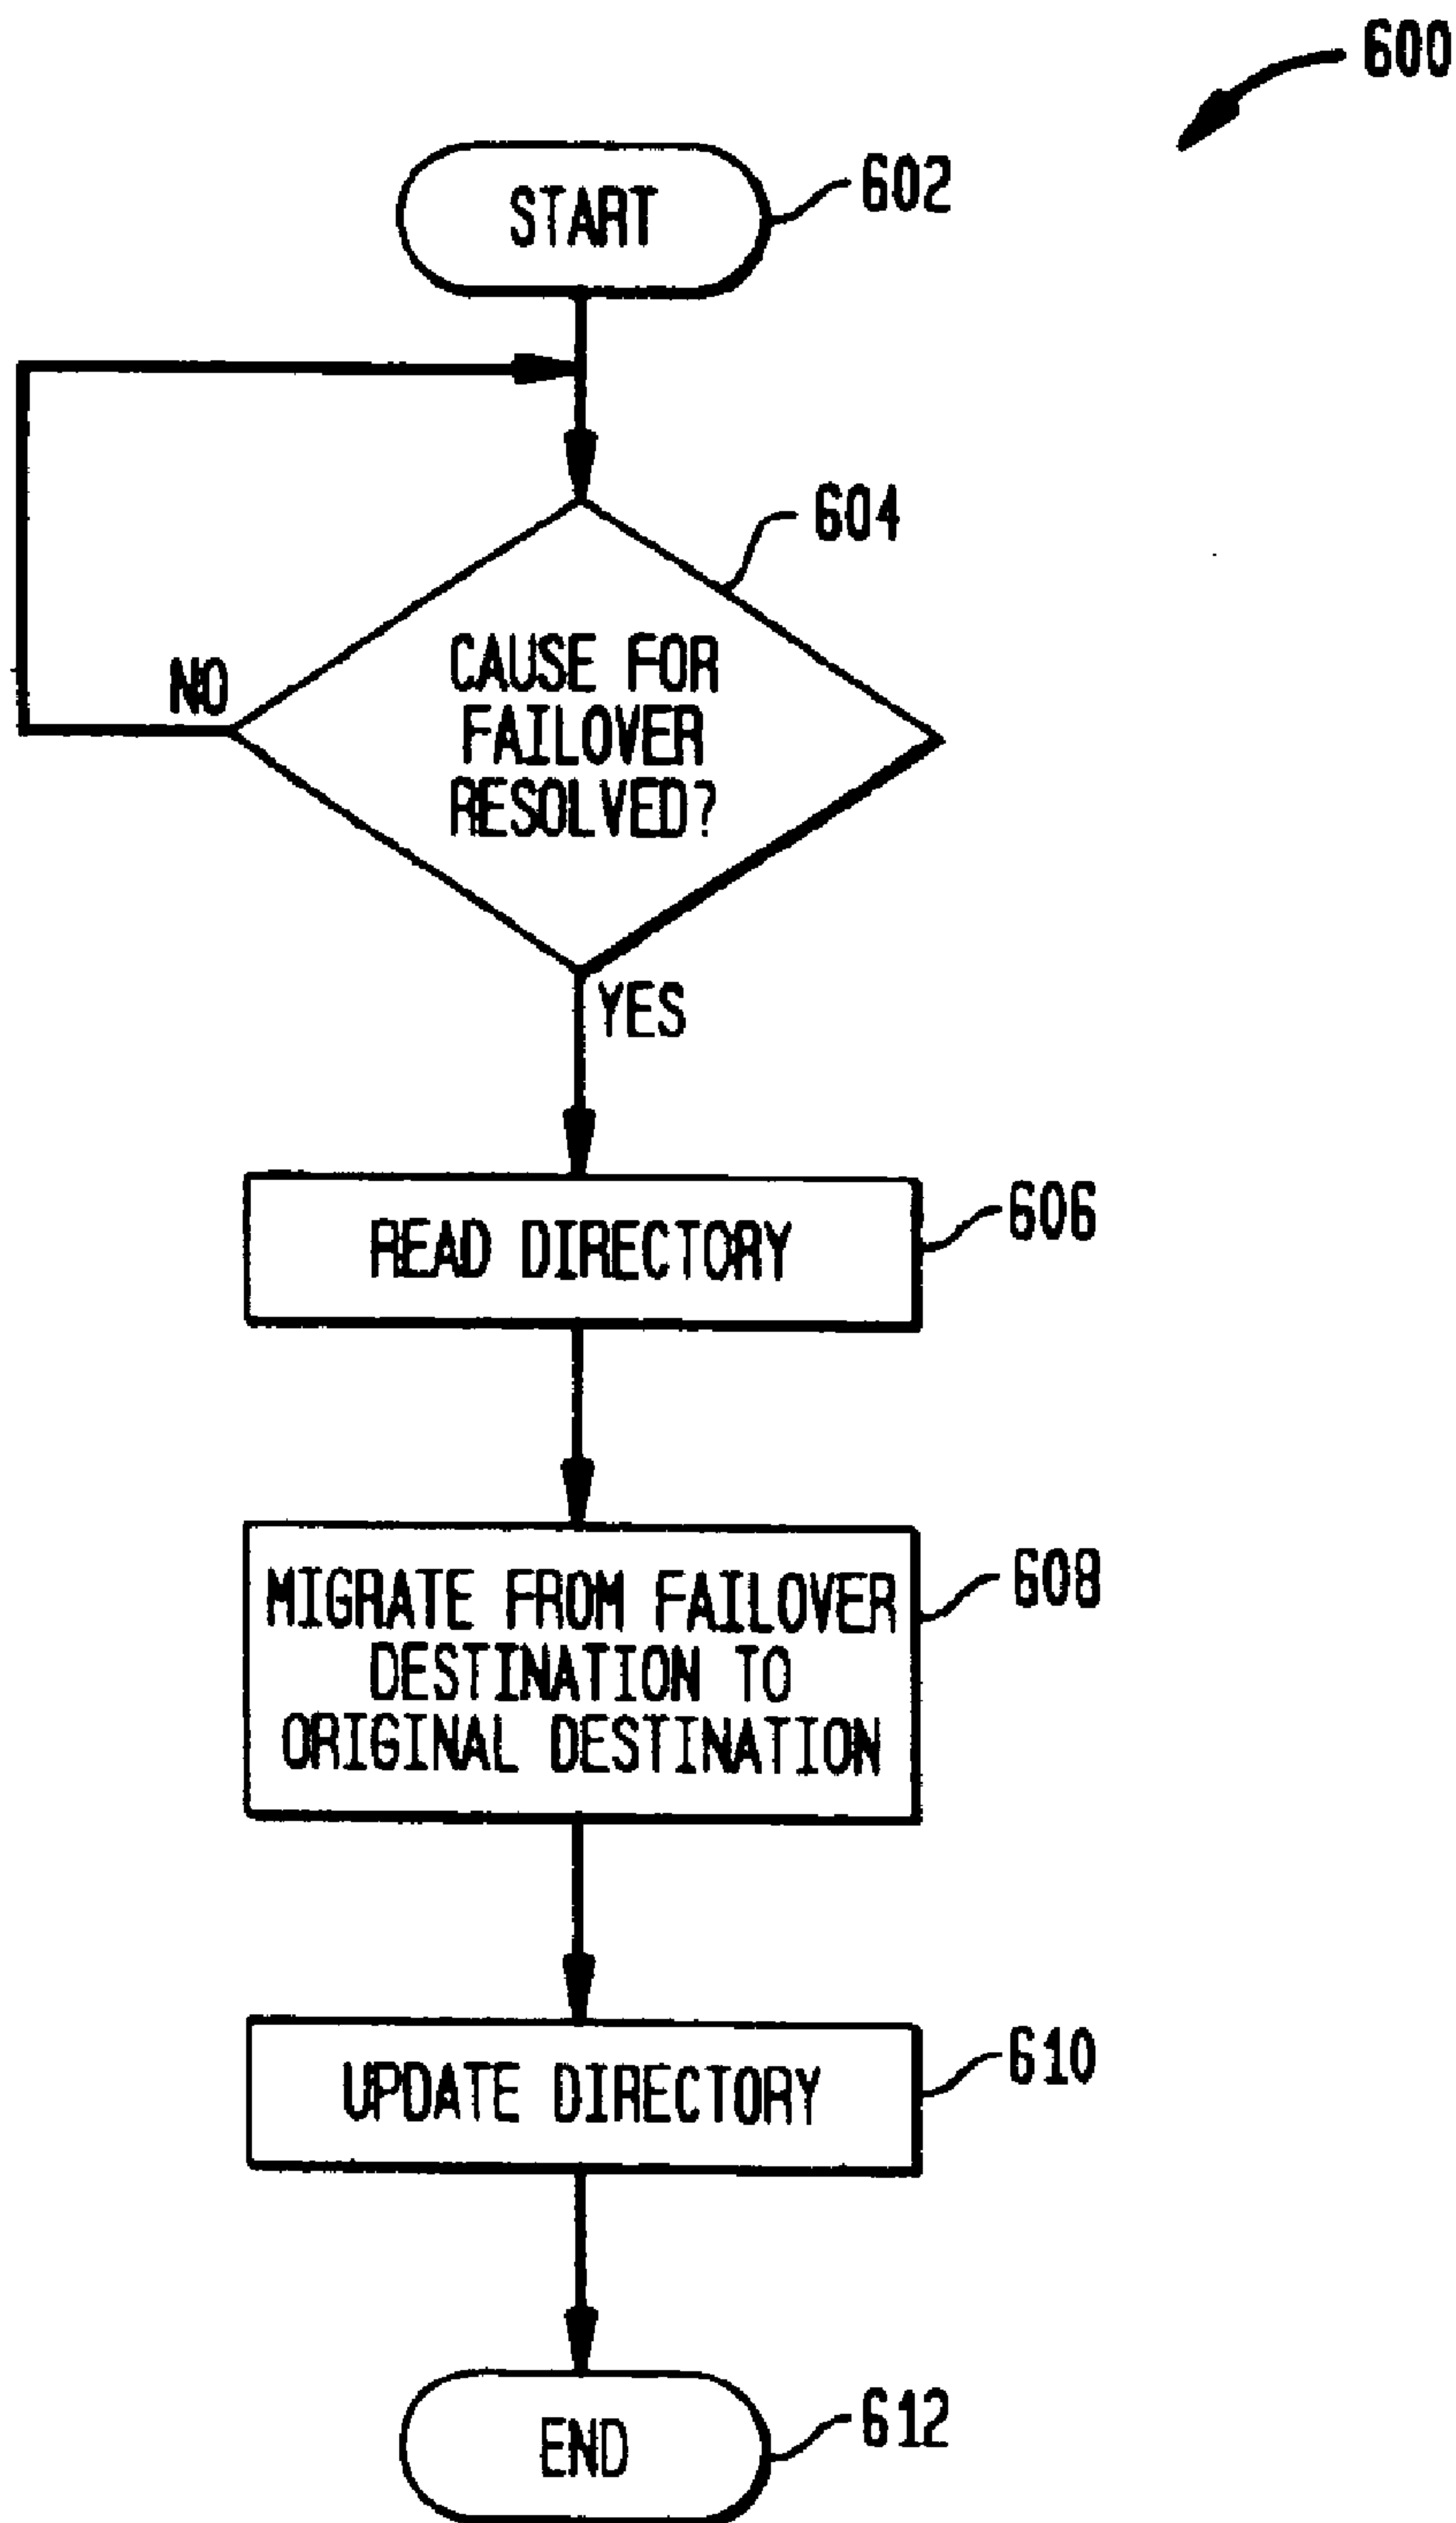 600
START
602
604
CAUSE FOR
FAILOVER
RESOLVED?
NO
YES
READ DIRECTORY
606
MIGRATE FROM FAILOVER
DESTINATION TO
ORIGINAL DESTINATION
608
UPDATE DIRECTORY
610
END
612